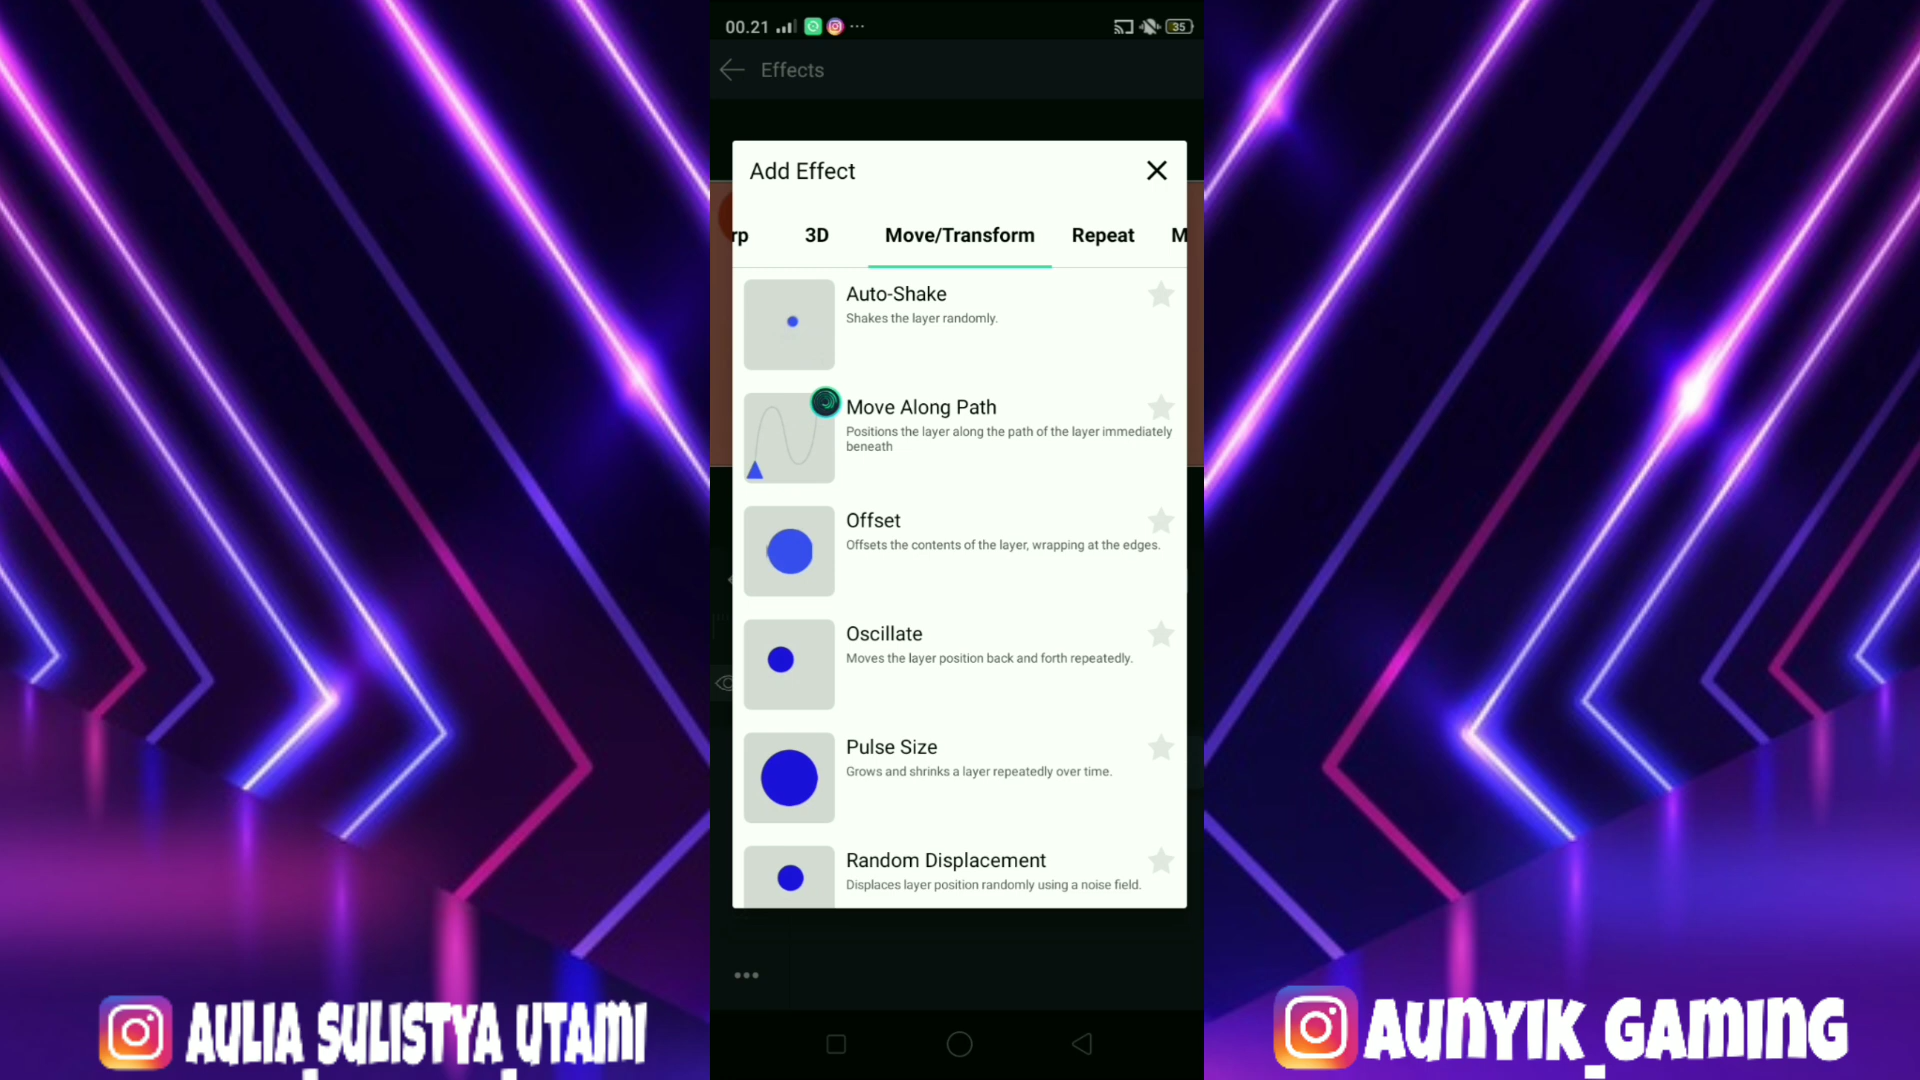 00.21
35
Effects
Add Effect
rp 3D Move/Transform Repeat M
Auto-Shake
Shakes the layer randomly.
Move Along Path
Positions the layer along the path of the layer immediately
beneath
Offset
Offsets the contents of the layer, wrapping at the edges.
Oscillate
Moves the layer position back and forth repeatedly.
Pulse Size
Grows and shrinks a layer repeatedly over time.
Random Displacement
Displaces layer position randomly using a noise field.
AULIA SULISTYA UTAMI
AUNYIK GAMING